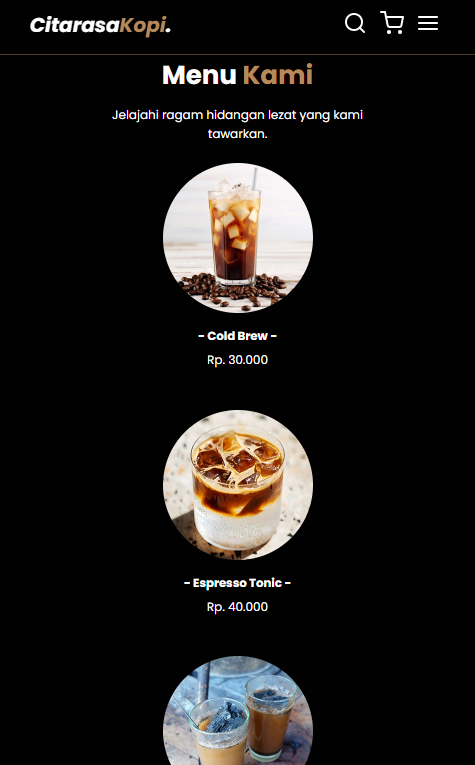 CitarasaKopi.
Menu Kami
Jelajahi ragam hidangan lezat yang kami
tawarkan.
- Cold Brew -
Rp. 30.000
- Espresso Tonic -
Rp. 40.000